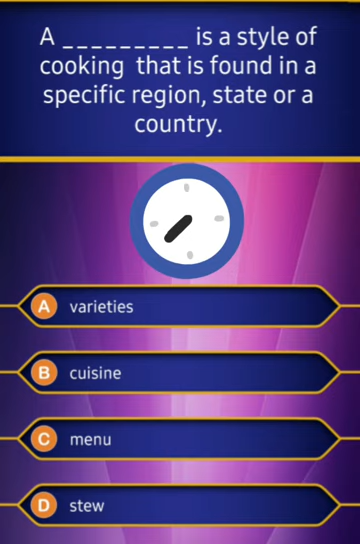 A _________ is a style of
cooking that is found in a
specific region, state or a
country.
A varieties
B cuisine
C menu
D stew